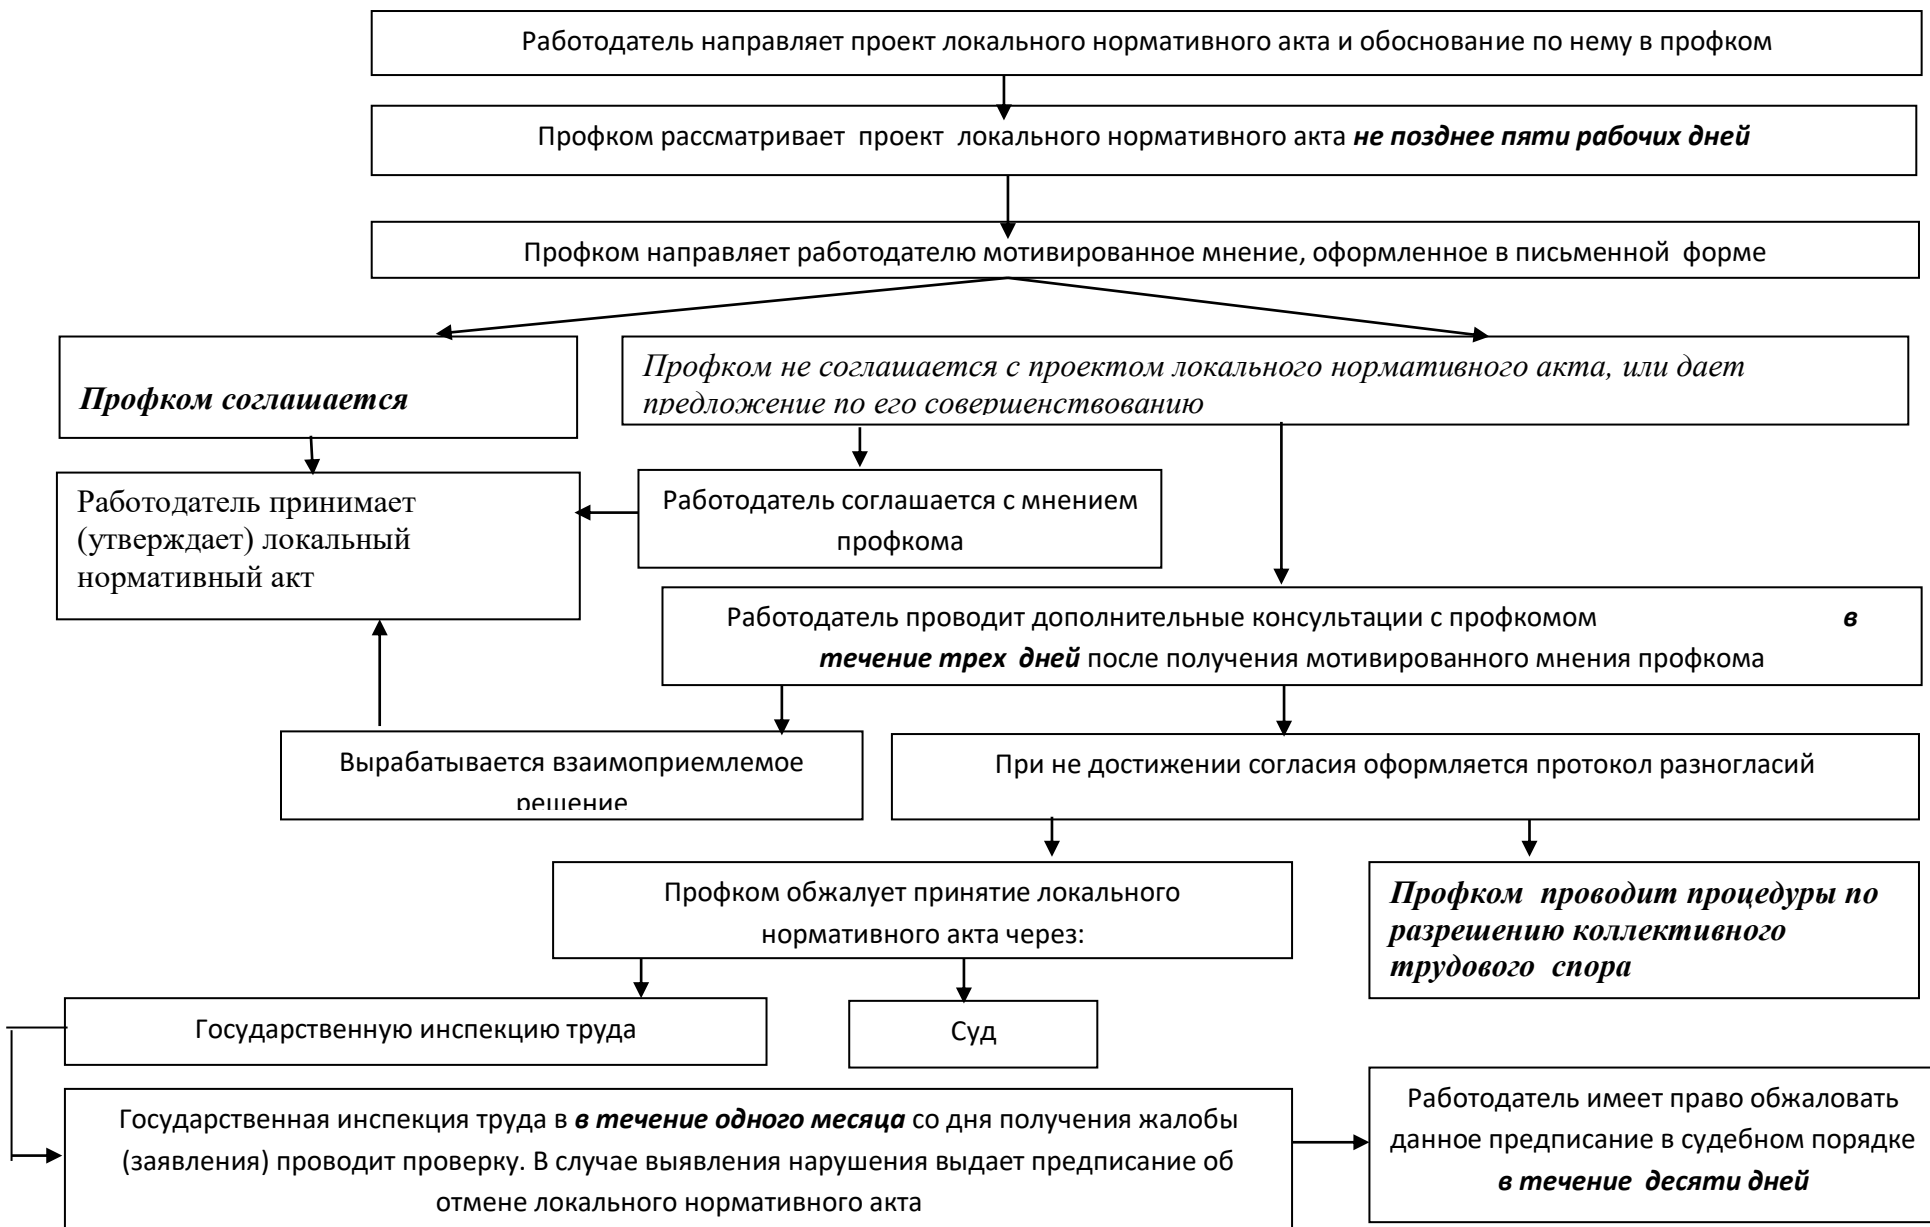 Работодатель направляет проект локального нормативного акта и обоснование по нему в профком
Профком рассматривает проект локального нормативного акта не позднее пяти рабочих дней
Профком направляет работодателю мотивированное мнение, оформленное в письменной форме
Профком соглашается
Профком не соглашается с проектом локального нормативного акта, или дает
предложение по его совершенствованию
Работодатель принимает
(утверждает) локальный
нормативный акт
Работодатель соглашается с мнением
профкома
Работодатель проводит дополнительные консультации с профкомом в
течение трех дней после получения мотивированного мнения профкома
Вырабатывается взаимоприемлемое
решение
При не достижении согласия оформляется протокол разногласий
Профком обжалует принятие локального
нормативного акта через:
Профком проводит процедуры по
разрешению коллективного
трудового спора
Государственную инспекцию труда
Суд
Государственная инспекция труда в в течение одного месяца со дня получения жалобы
(заявления) проводит проверку. В случае выявления нарушения выдает предписание об
отмене локального нормативного акта
Работодатель имеет право обжаловать
данное предписание в судебном порядке
в течение десяти дней